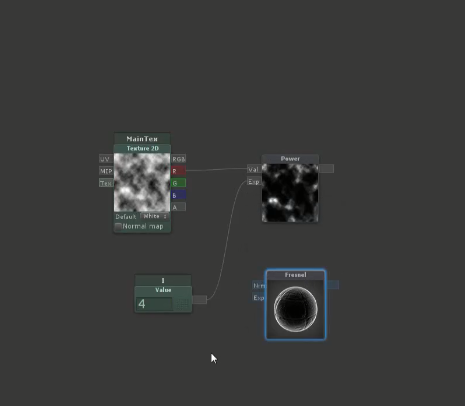 MainTex
Texture 2D
UV
RGB
MIP
R
Tex
G
B
A
Default
White
Normal map
Power
Val
Exp
Value
4
Fresnel
Nrm
Exp